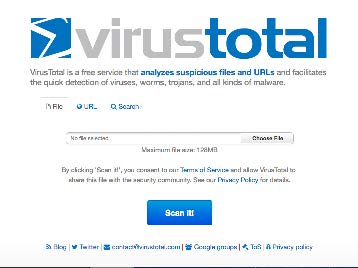 virustotal
VirusTotal is a free service that analyzes suspicious files and URLs and facilitates
the quick detection of viruses, worms, trojans, and all kinds of malware.
File URL Search
No file selected Choose File
Maximum file size: 128MB
By clicking 'Scan it!', you consent to our Terms of Service and allow VirusTotal to
share this file with the security community. See our Privacy Policy for details.
Scan it!
Blog | Twitter | contact@virustotal.com | Google groups | ToS | Privacy policy